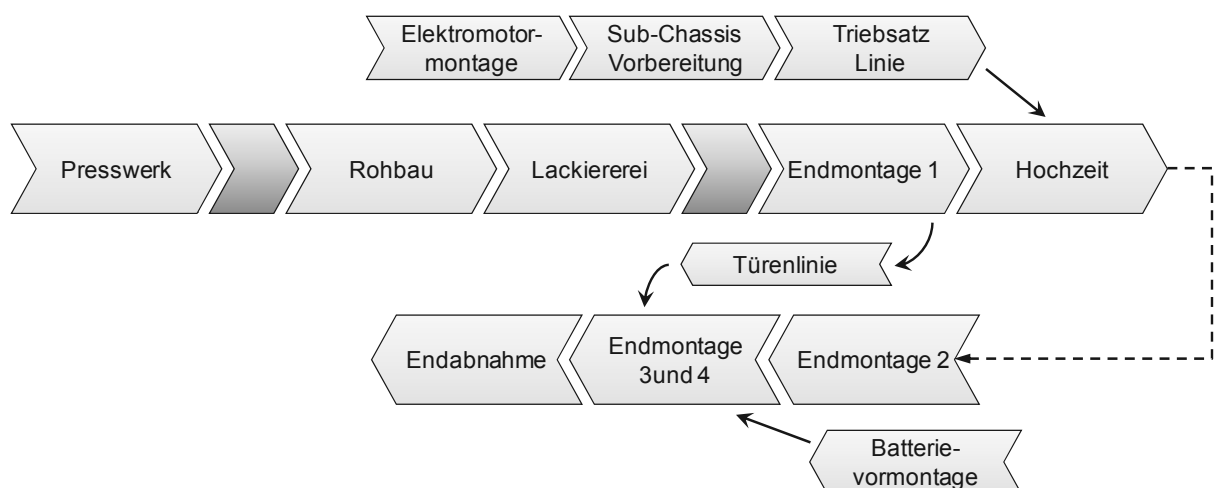 Elektromotor-
montage
Sub-Chassis
Vorbereitung
Triebsatz
Linie
Presswerk
Rohbau
Lackiererei
Endmontage 1
Hochzeit
Türenlinie
Endabnahme
Endmontage
3und 4
Endmontage 2
Batterie-
vormontage